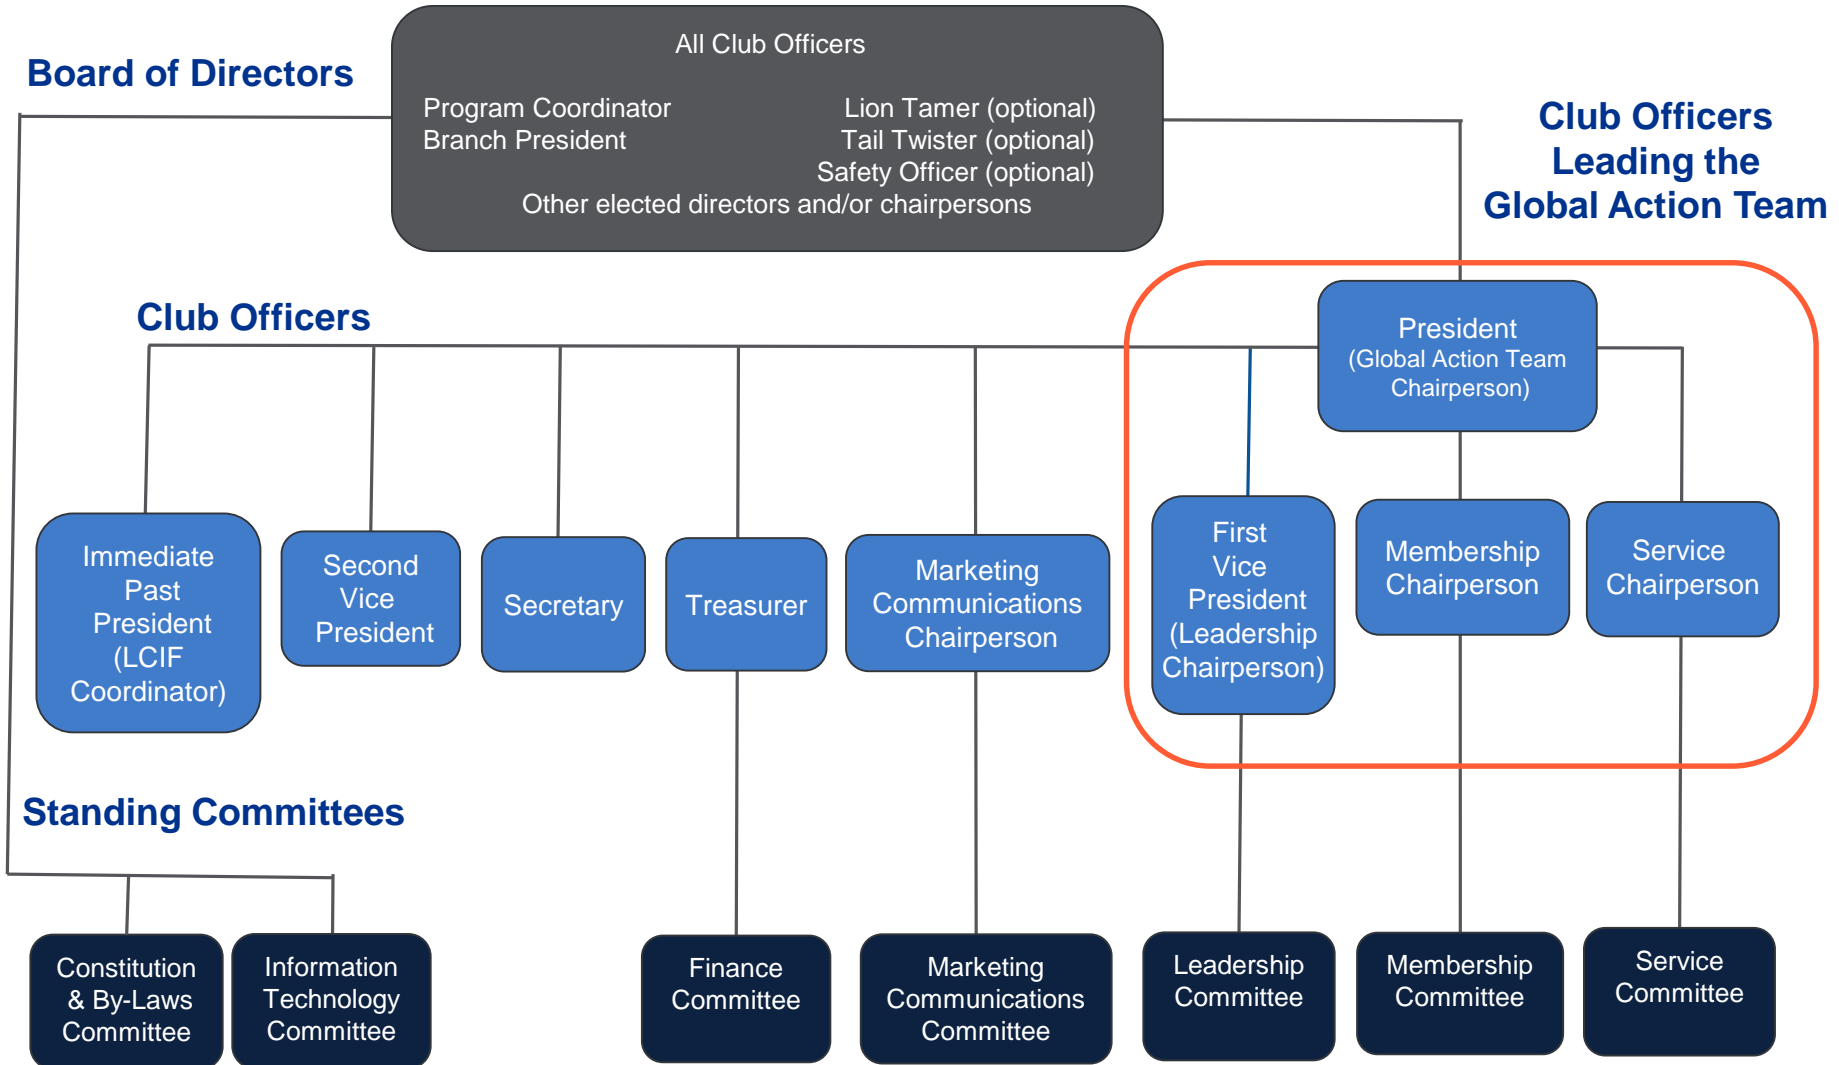 All Club Officers
Board of Directors
Program Coordinator
Branch President
Lion Tamer (optional)
Tail Twister (optional)
Safety Officer (optional)
Other elected directors and/or chairpersons
Club Officers
Leading the
Global Action Team
Club Officers
President
(Global Action Team
Chairperson)
Immediate
Past
President
(LCIF
Coordinator)
Second
Vice
President
Secretary
Treasurer
Marketing
Communications
Chairperson
First
Vice
President
(Leadership
Chairperson)
Membership
Chairperson
Service
Chairperson
Standing Committees
Constitution
& By-Laws
Committee
Information
Technology
Committee
Finance
Committee
Marketing
Communications
Committee
Leadership
Committee
Membership
Committee
Service
Committee